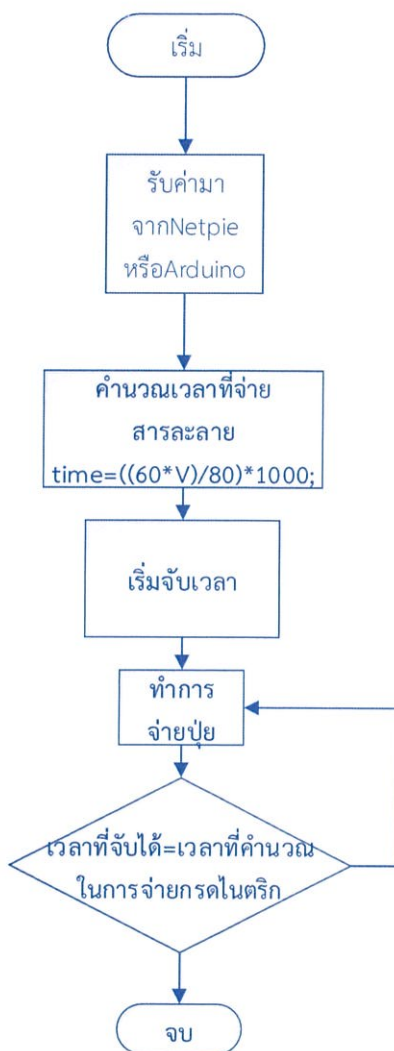 เริ่ม
รับค่ามา
จากNetpie
หรือArduino
คำนวณเวลาที่จ่าย
สารละลาย
time=((60*V)/80)*1000;
เริ่มจับเวลา
ทำการ
จ่ายปุ๋ย
เวลาที่จับได้=เวลาที่คำนวณ
ในการจ่ายกรดไนตริก
จบ